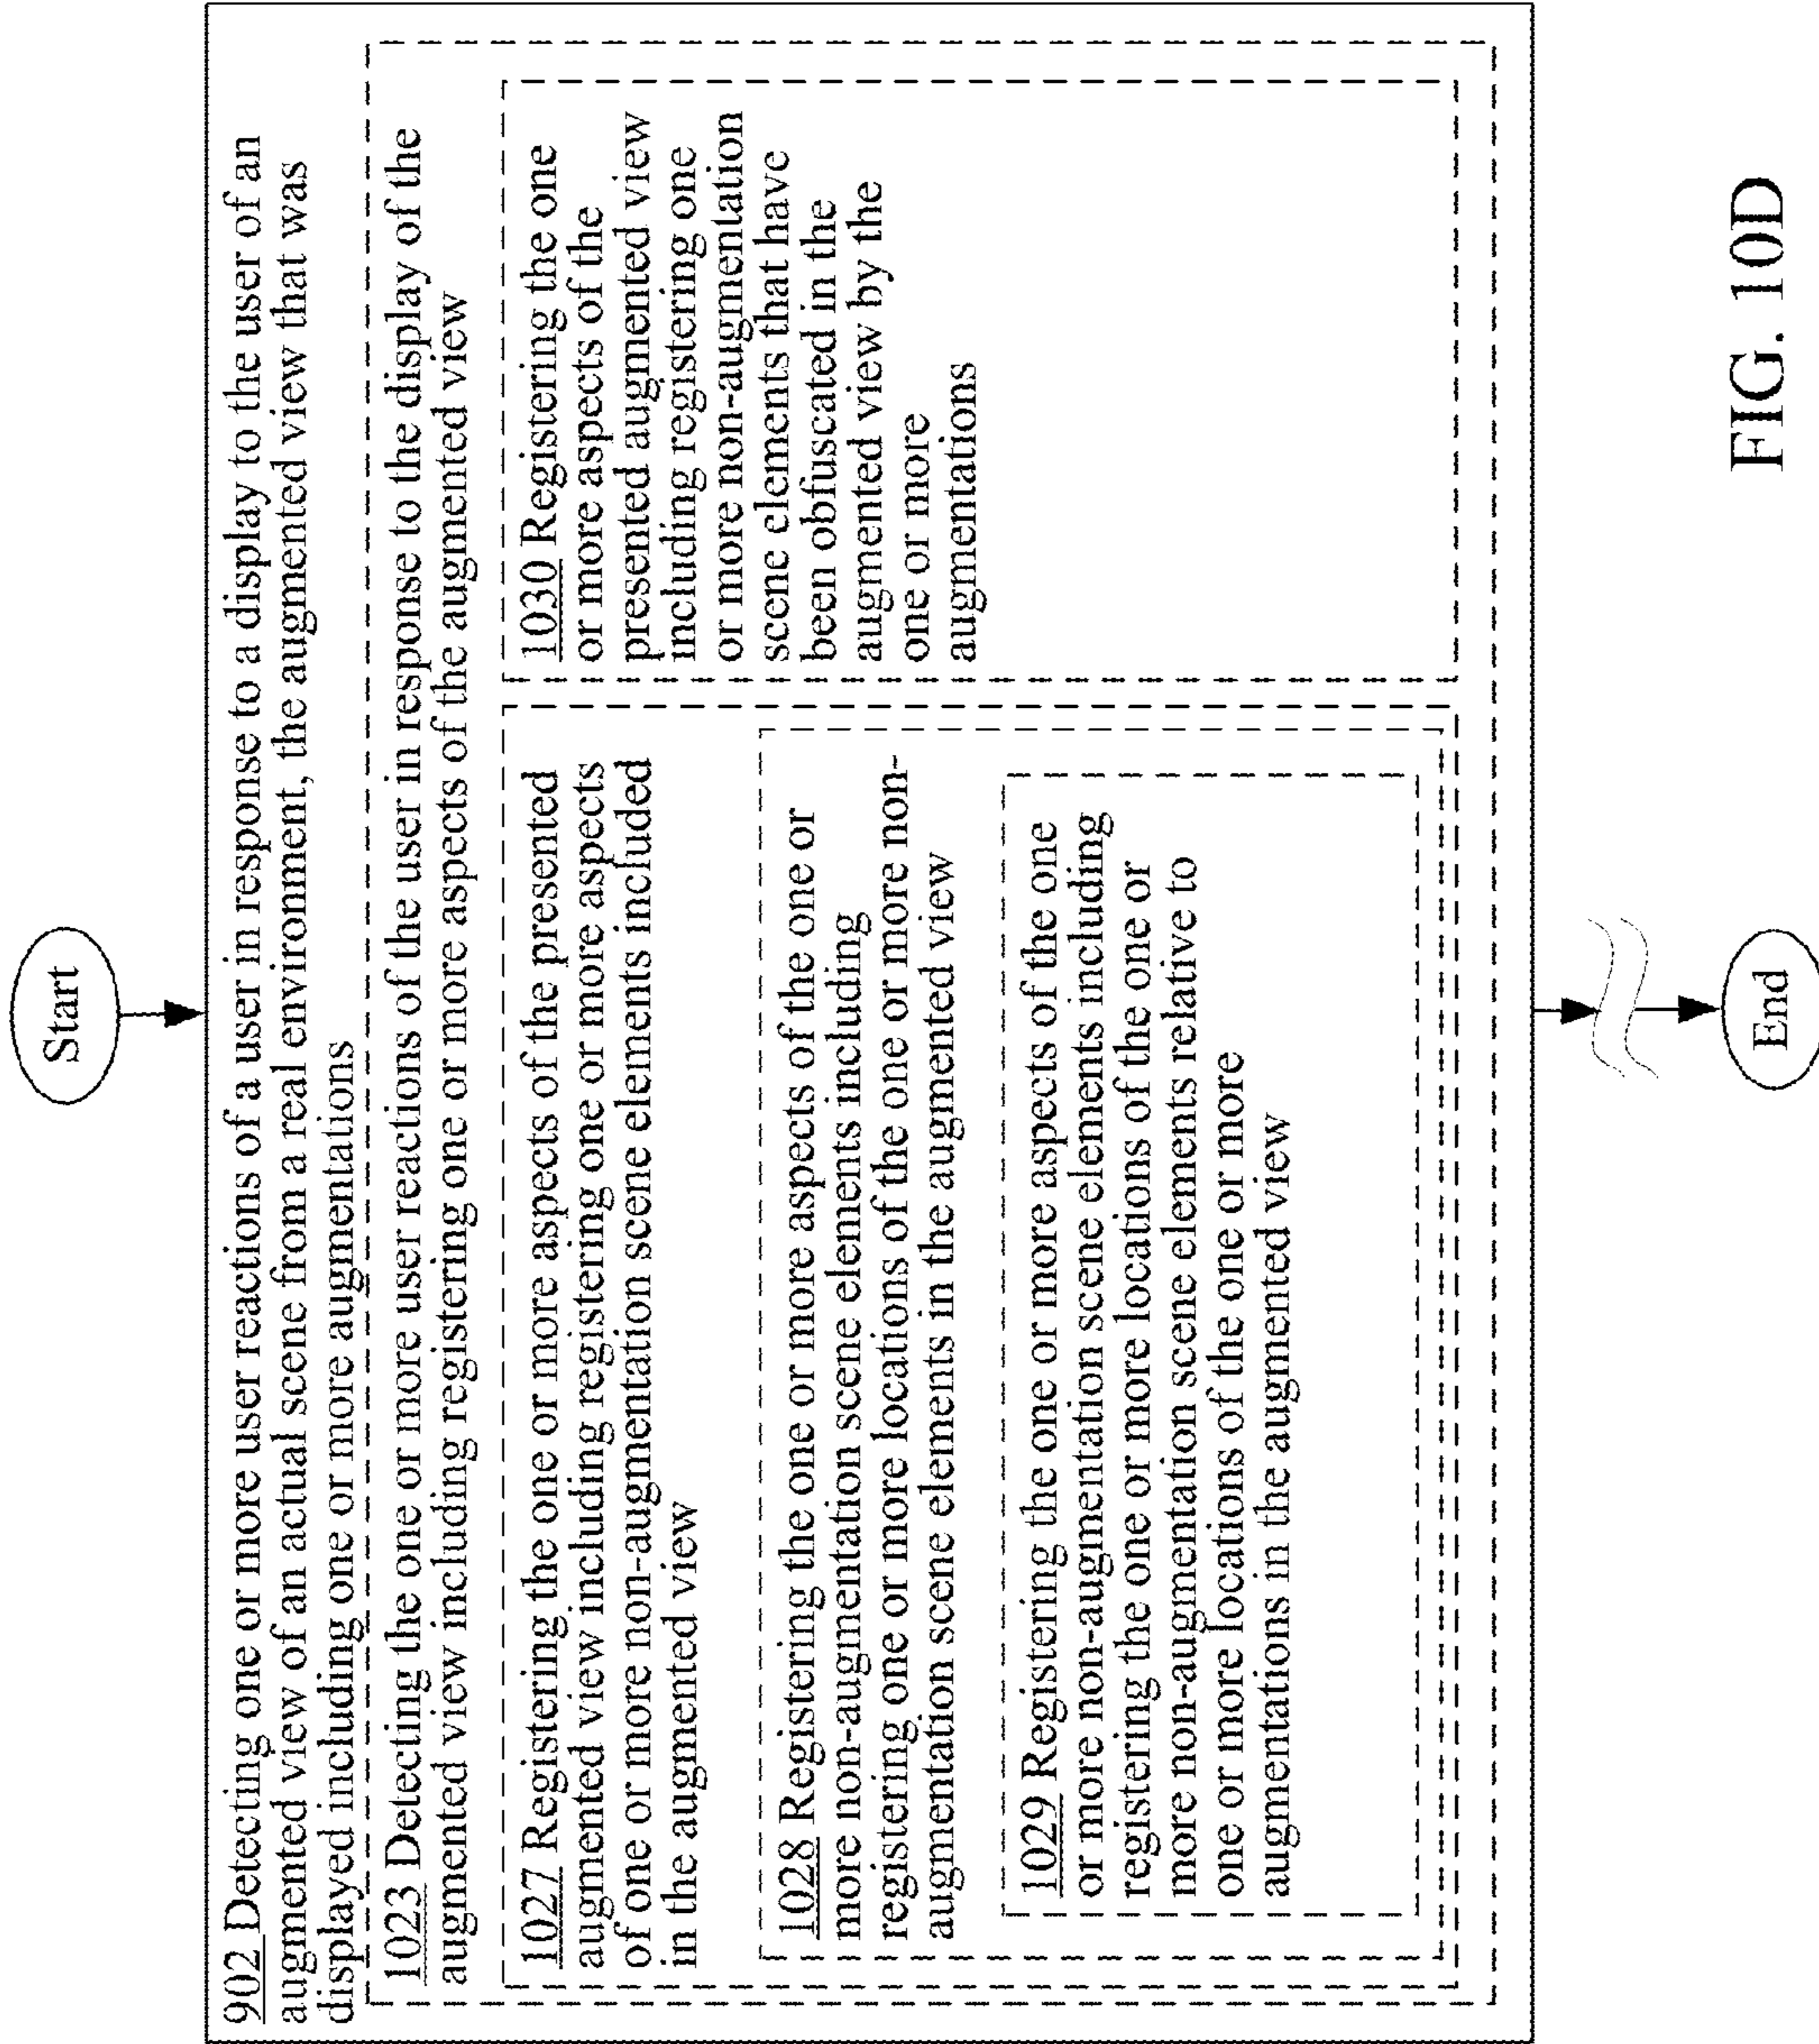 Start
902 Detecting one or more user reactions of a user in response to a display to the user of an
augmented view of an actual scene from a real environment, the augmented view that was
displayed including one or more augmentations
1023 Detecting the one or more user reactions of the user in response to the display of the
augmented view including registering one or more aspects of the augmented view
1027 Registering the one or more aspects of the presented
augmented view including registering one or more aspects
of one or more non-augmentation scene elements included
in the augmented view
1028 Registering the one or more aspects of the one or
more non-augmentation scene elements including
registering one or more locations of the one or more non-
augmentation scene elements in the augmented view
1029 Registering the one or more aspects of the one
or more non-augmentation scene elements including
registering the one or more locations of the one or
more non-augmentation scene elements relative to
one or more locations of the one or more
augmentations in the augmented view
1030 Registering the one
or more aspects of the
presented augmented view
including registering one
or more non-augmentation
scene elements that have
been obfuscated in the
augmented view by the
one or more
augmentations
End
FIG. 10D